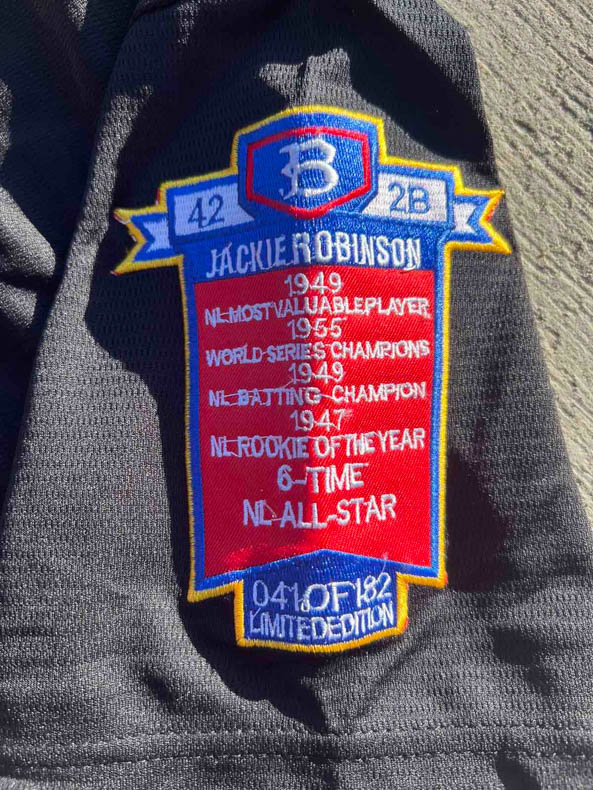 B
42 2B
JACKIE ROBINSON
1949
NL MOST VALUABLE PLAYER
1955
WORLD SERIES CHAMPIONS
1949
NL BATTING CHAMPION
1947
NL ROOKIE OF THE YEAR
6-TIME
NL ALL-STAR
041 OF 182
LIMITED EDITION